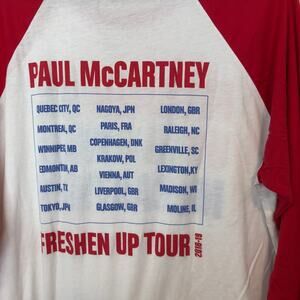 PAUL McCARTNEY
QUEBEC CITY, QC
MONTREAL, QC
WINNIPEG, MB
EDMONTIN, AB
AUSTIN, TX
TOKYO, JPN
NAGOYA, JPN
PARIS, FRA
COPENHAGEN, DNK
KRAKOW, POL
VIENNA, AUT
LIVERPOOL, GBR
GLASGOW, GBR
LONDON, GBR
RALEIGH, NC
GREENVILLE, SC
LEXINGTON, KY
MADISON, WI
MOLINE, IL
FRESHEN UP TOUR 2018-19